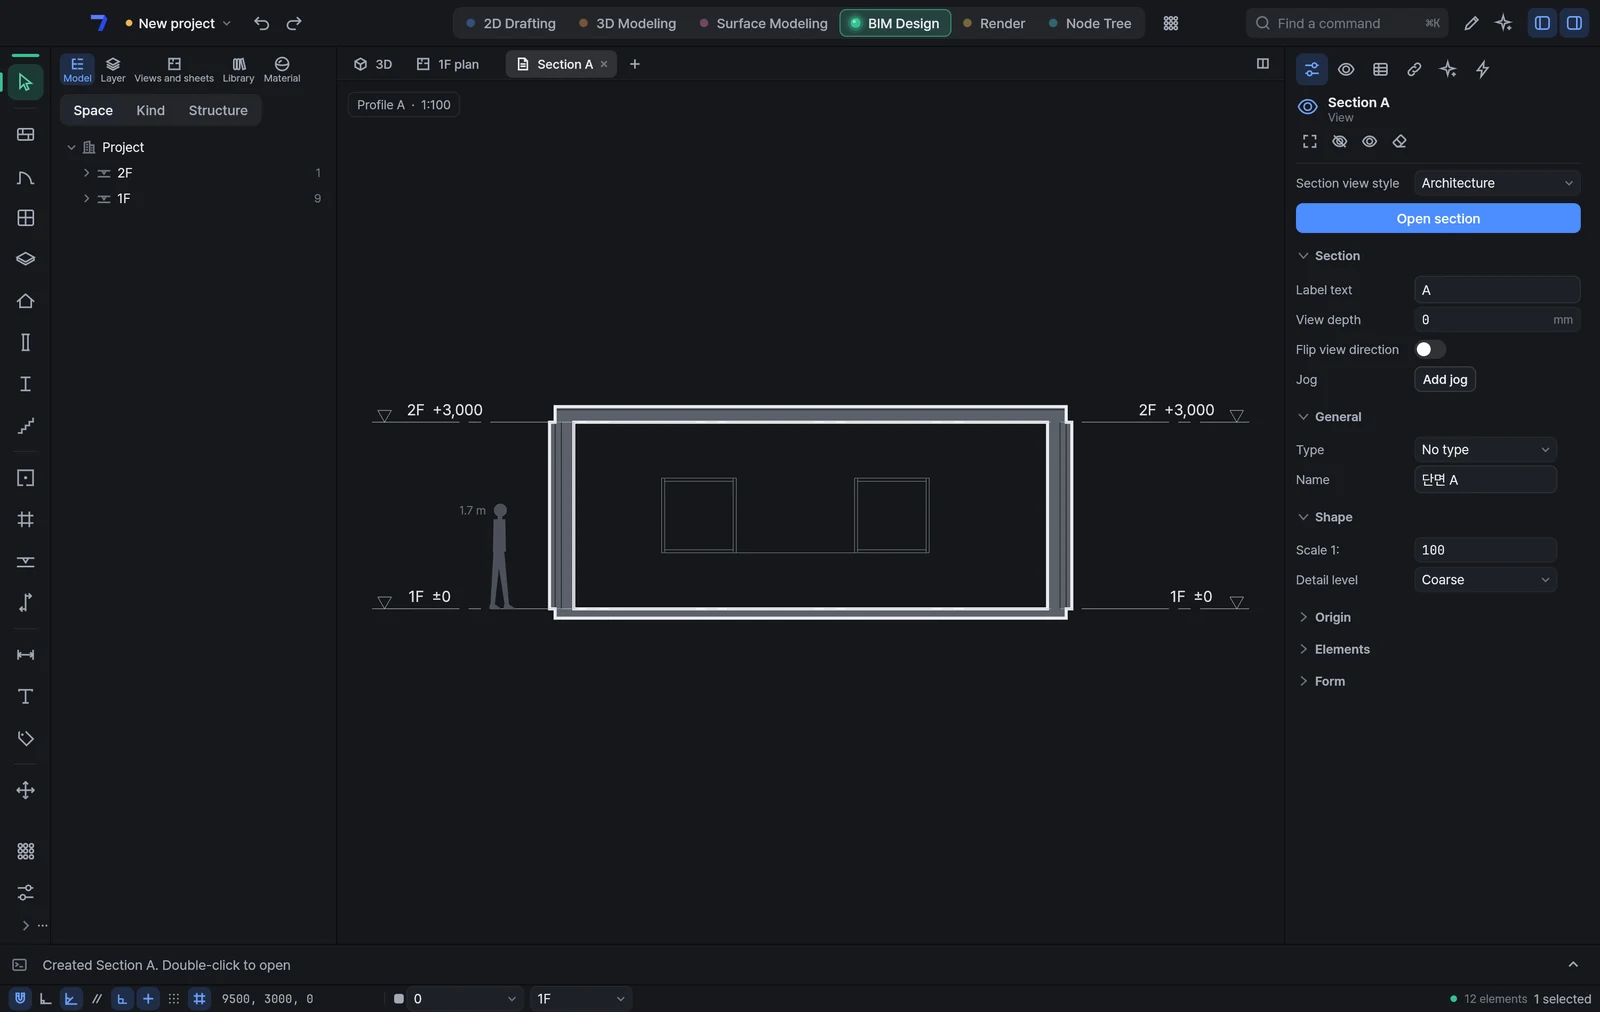 New project
2D Drafting
3D Modeling
Surface Modeling
BIM Design
Render
Node Tree
Find a command
⌘K
Model
Layer
Views and sheets
Library
Material
Space
Kind
Structure
Project
2F
1
1F
9
3D
1F plan
Section A
Profile A · 1:100
2F +3,000
2F +3,000
1.7 m
1F ±0
1F ±0
Section A
View
Section view style
Architecture
Open section
Section
Label text
A
View depth
0
mm
Flip view direction
Jog
Add jog
General
Type
No type
Name
단면 A
Shape
Scale 1:
100
Detail level
Coarse
Origin
Elements
Form
Created Section A. Double-click to open
9500, 3000, 0
0
1F
12 elements
1 selected